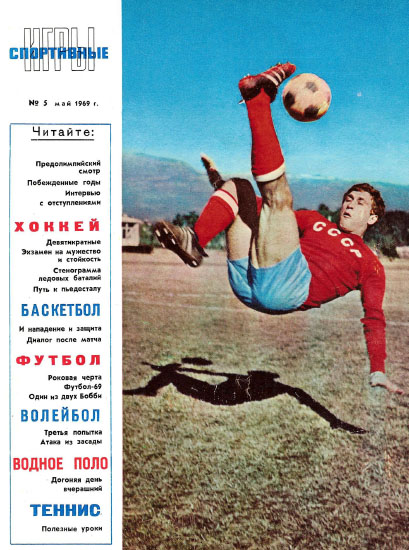 СПОРТИВНЫЕ
ИГРЫ
№ 5 май 1969 г.
Читайте:
Предолимпийский
смотр
Побежденные годы
Интервью
с отступлениями
ХОККЕЙ
Девятикратные
Экзамен на мужество
и стойкость
Стенограмма
ледовых баталий
Путь к пьедесталу
БАСКЕТБОЛ
И нападение и защита
Диалог после матча
ФУТБОЛ
Роковая черта
Футбол-69
Один из двух Бобби
ВОЛЕЙБОЛ
Третья попытка
Атака из засады
ВОДНОЕ ПОЛО
Догоняя день
вчерашний
ТЕННИС
Полезные уроки
СССР